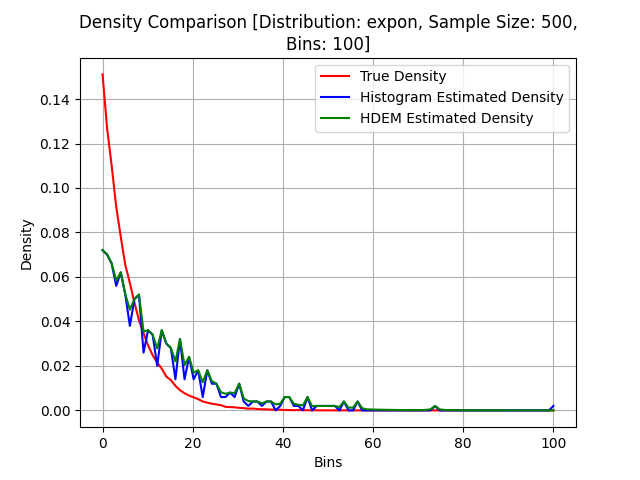 Density Comparison [Distribution: expon, Sample Size: 500,
Bins: 100]
True Density
Histogram Estimated Density
HDEM Estimated Density
Density
0.14
0.12
0.10
0.08
0.06
0.04
0.02
0.00
0 20 40 60 80 100
Bins